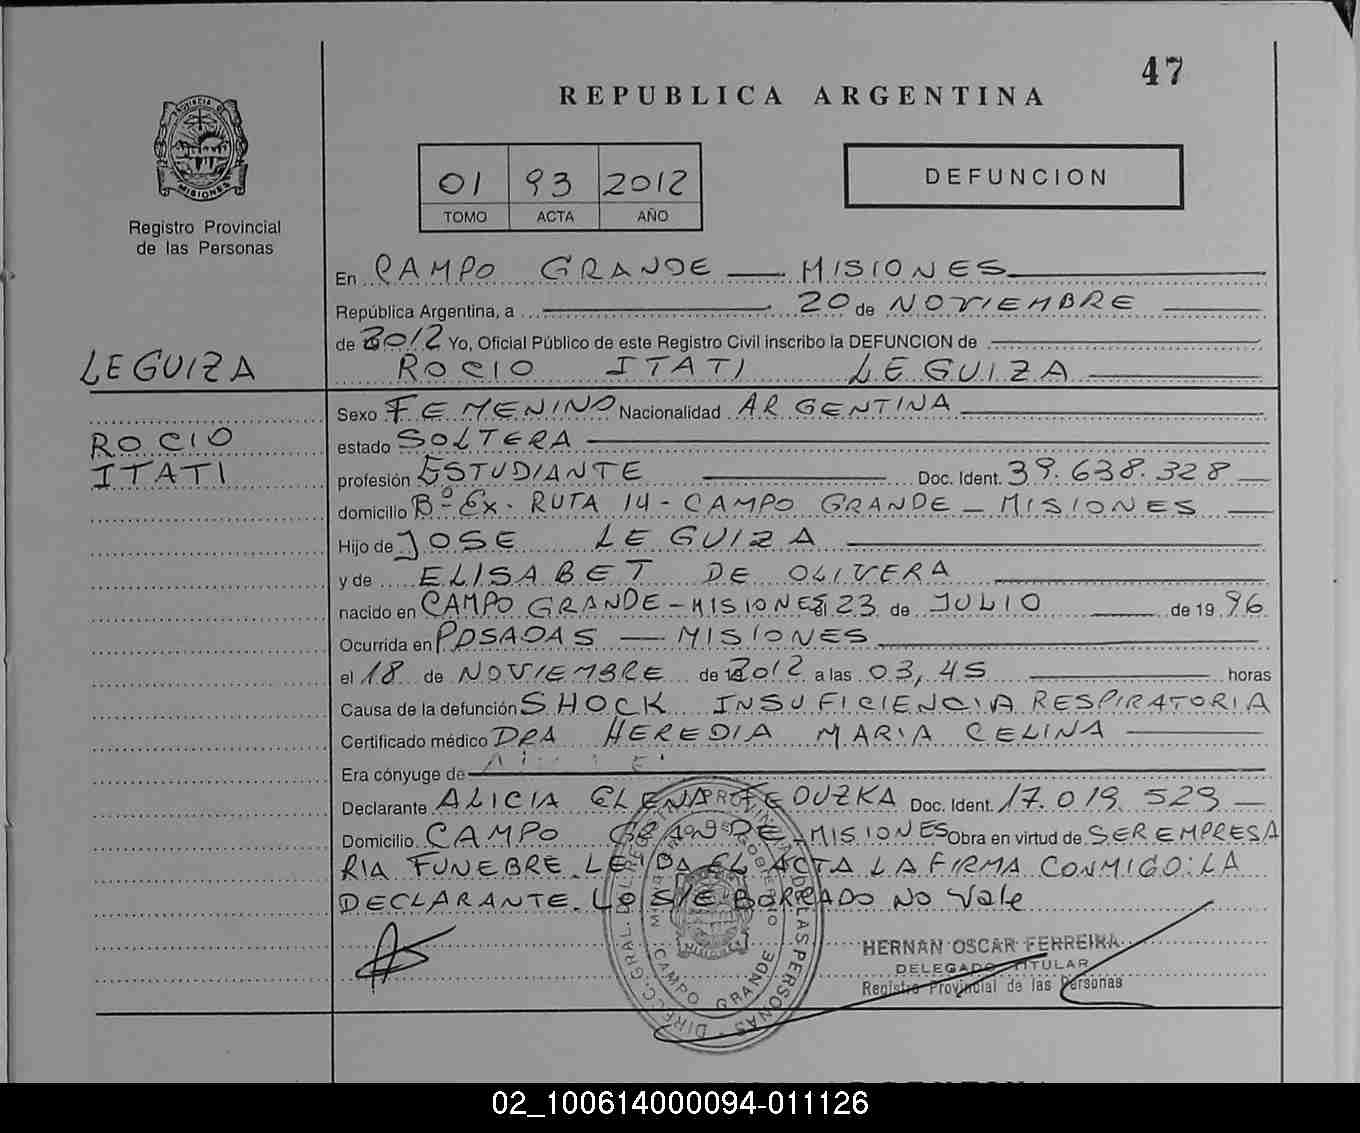 47
REPUBLICA ARGENTINA
01 93 2012
TOMO ACTA AÑO
DEFUNCION
MISIONES
Registro Provincial
de las Personas
LEGUIZA
ROCIO
ITATI
En CAMPO GRANDE MISIONES
República Argentina, a 20 de NOVIEMBRE
de 2012 Yo, Oficial Público de este Registro Civil inscribo la DEFUNCION de
ROCIO ITATI LEGUIZA
Sexo FEMENINO Nacionalidad ARGENTINA
estado SOLTERA
profesión ESTUDIANTE Doc. Ident. 39.638.328
domicilio Bº Ex. RUTA 14 - CAMPO GRANDE - MISIONES
Hijo de JOSE LEGUIZA
y de ELISABET DE OLIVERA
nacido en CAMPO GRANDE - MISIONES el 23 de JULIO de 19 96
Ocurrida en POSADAS - MISIONES
el 18 de NOVIEMBRE de 2012 a las 03,45 horas
Causa de la defunción SHOCK INSUFICIENCIA RESPIRATORIA
Certificado médico DRA HEREDIA MARIA CELINA
Era cónyuge de
Declarante ALICIA ELENA FEOUZKA Doc. Ident. 17.019.529
Domicilio CAMPO GRANDE - MISIONES Obra en virtud de SER EMPRESA
RIA FUNEBRE. LEIDA EL ACTA LA FIRMA CONMIGO: LA
DECLARANTE. Lo S/E BORRADO NO Vale
HERNAN OSCAR FERREIRA
DELEGADO TITULAR
Registro Provincial de las Personas
CAMPO GRANDE
02_100614000094-011126